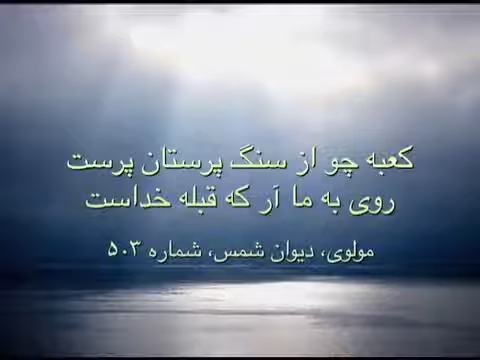 کعبه چو از سنگ پرستان پرست
روی به ما آر که قبله خداست
مولوی، دیوان شمس، شماره ۵۰۳